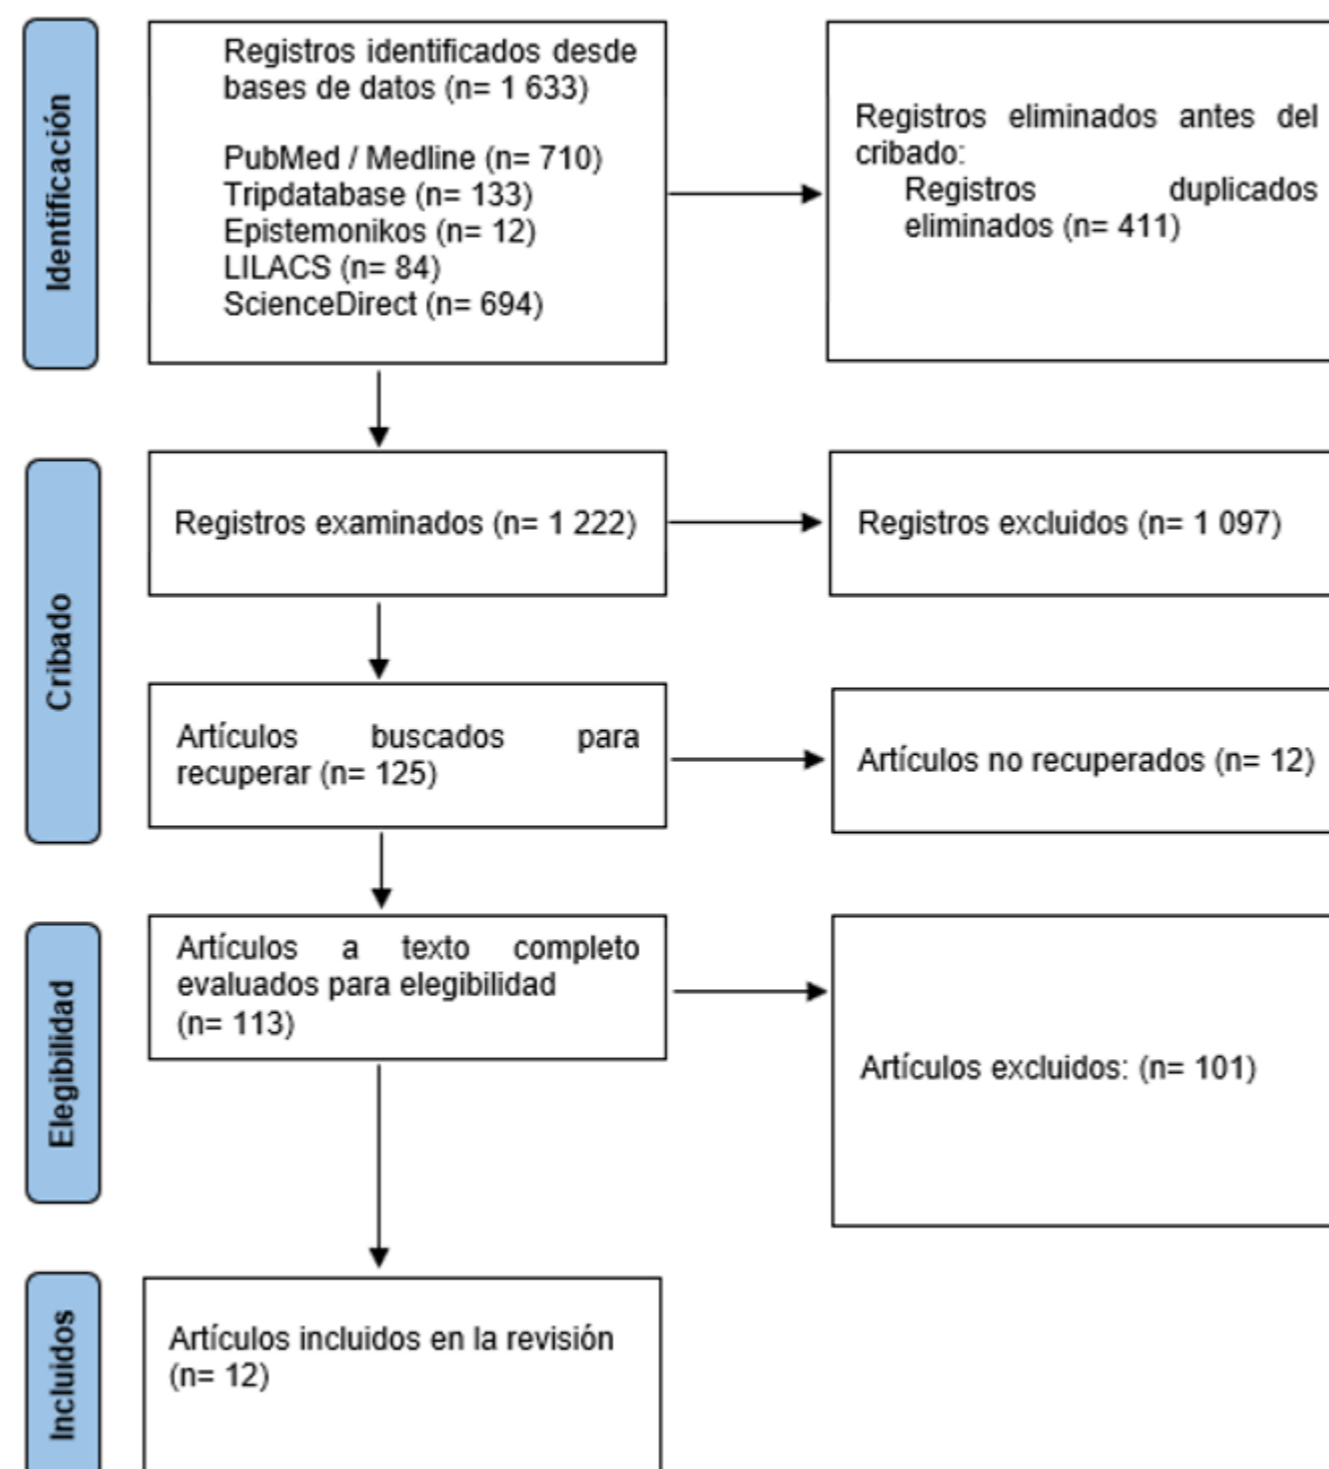 Identificación
Registros identificados desde
bases de datos (n= 1 633)
PubMed / Medline (n= 710)
Tripdatabase (n= 133)
Epistemonikos (n= 12)
LILACS (n= 84)
ScienceDirect (n= 694)
Registros eliminados antes del
cribado:
Registros duplicados
eliminados (n= 411)
Cribado
Registros examinados (n= 1 222)
Registros excluidos (n= 1 097)
Artículos buscados para
recuperar (n= 125)
Artículos no recuperados (n= 12)
Elegibilidad
Artículos a texto completo
evaluados para elegibilidad
(n= 113)
Artículos excluidos: (n= 101)
Incluidos
Artículos incluidos en la revisión
(n= 12)